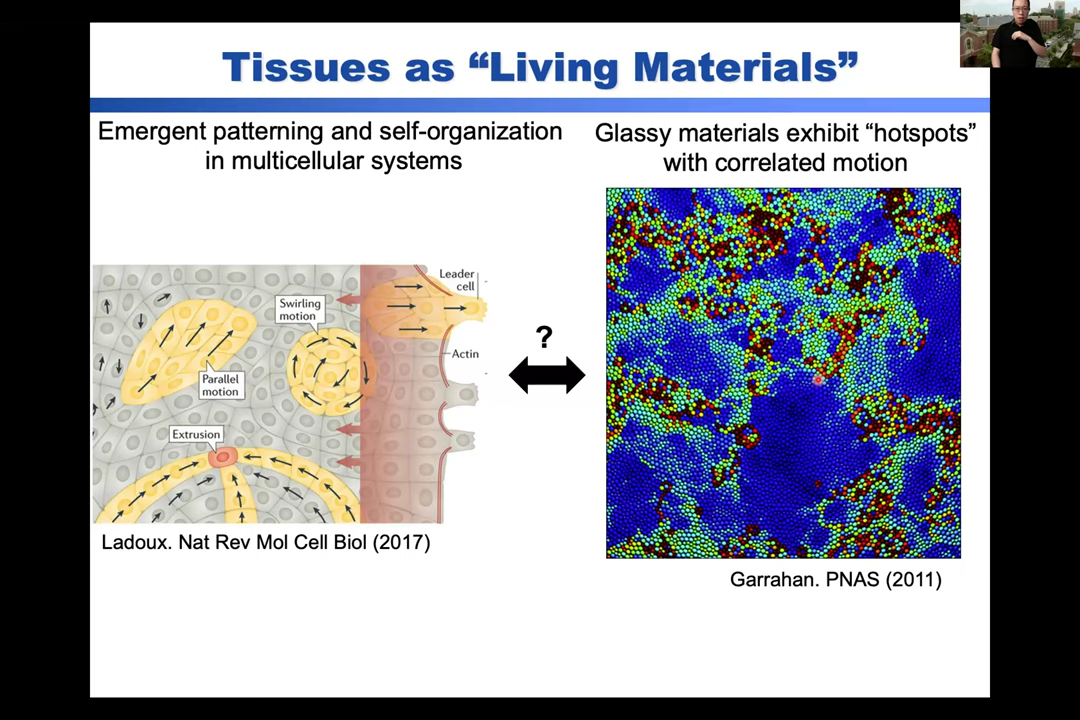 Tissues as “Living Materials”
Emergent patterning and self-organization
in multicellular systems
Glassy materials exhibit “hotspots”
with correlated motion
Leader
cell
Swirling
motion
Actin
Parallel
motion
Extrusion
?
Ladoux. Nat Rev Mol Cell Biol (2017)
Garrahan. PNAS (2011)